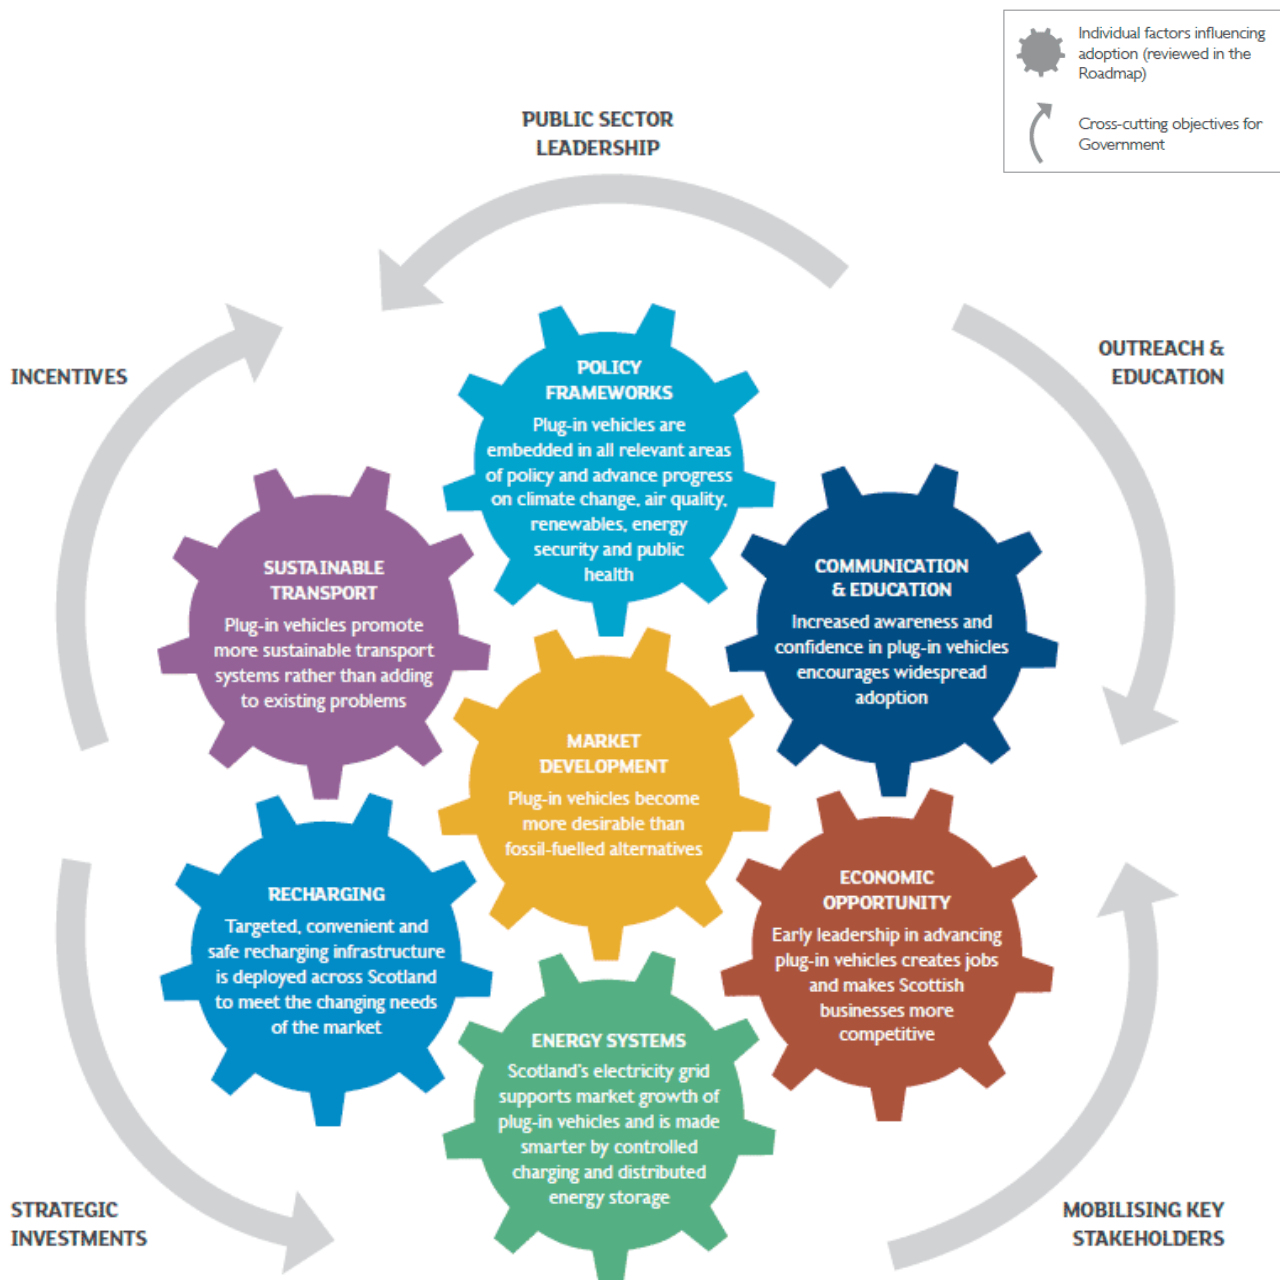 Individual factors influencing
adoption (reviewed in the
Roadmap)
Cross-cutting objectives for
Government
PUBLIC SECTOR
LEADERSHIP
INCENTIVES
OUTREACH &
EDUCATION
POLICY
FRAMEWORKS
Plug-in vehicles are
embedded in all relevant areas
of policy and advance progress
on climate change, air quality,
renewables, energy
security and public
health
SUSTAINABLE
TRANSPORT
Plug-in vehicles promote
more sustainable transport
systems rather than adding
to existing problems
COMMUNICATION
& EDUCATION
Increased awareness and
confidence in plug-in vehicles
encourages widespread
adoption
MARKET
DEVELOPMENT
Plug-in vehicles become
more desirable than
fossil-fuelled alternatives
RECHARGING
Targeted, convenient and
safe recharging infrastructure
is deployed across Scotland
to meet the changing needs
of the market
ECONOMIC
OPPORTUNITY
Early leadership in advancing
plug-in vehicles creates jobs
and makes Scottish
businesses more
competitive
ENERGY SYSTEMS
Scotland's electricity grid
supports market growth of
plug-in vehicles and is made
smarter by controlled
charging and distributed
energy storage
STRATEGIC
INVESTMENTS
MOBILISING KEY
STAKEHOLDERS